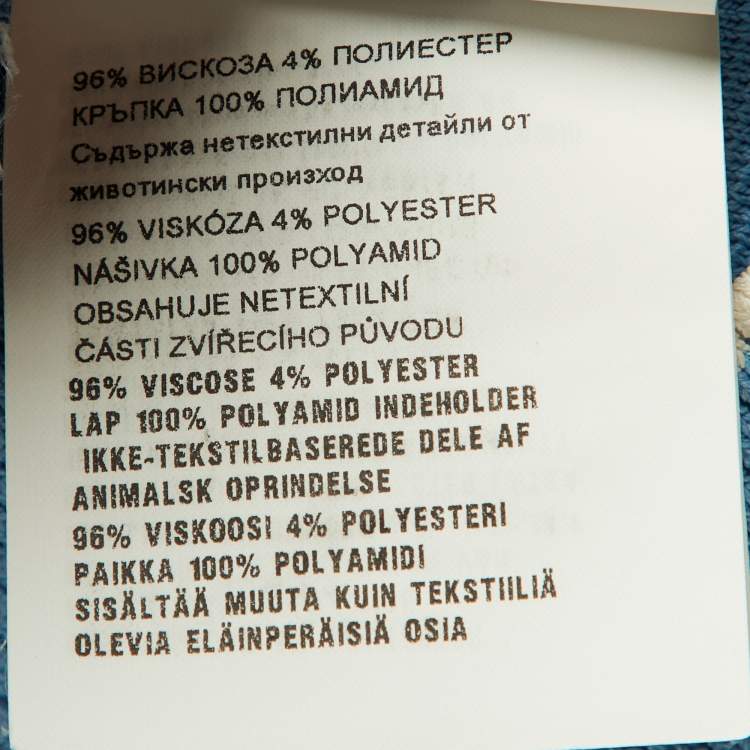 96% ВИСКОЗА 4% ПОЛИЕСТЕР
КРЪПКА 100% ПОЛИАМИД
Съдържа нетекстилни детайли от
животински произход
96% VISKÓZA 4% POLYESTER
NÁŠIVKA 100% POLYAMID
OBSAHUJE NETEXTILNÍ
ČÁSTI ZVÍŘECÍHO PŮVODU
96% VISCOSE 4% POLYESTER
LAP 100% POLYAMID INDEHOLDER
IKKE-TEKSTILBASEREDE DELE AF
ANIMALSK OPRINDELSE
96% VISKOOSI 4% POLYESTERI
PAIKKA 100% POLYAMIDI
SISÄLTÄÄ MUUTA KUIN TEKSTIILIÄ
OLEVIA ELÄINPERÄISIÄ OSIA